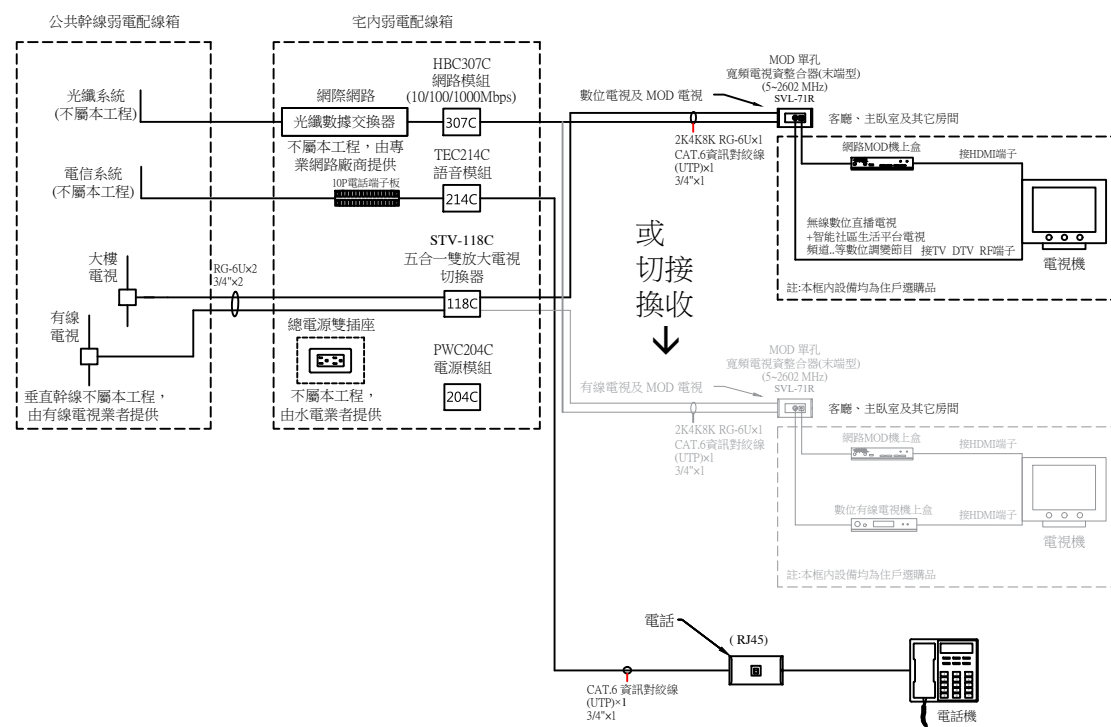 公共幹線弱電配線箱
宅內弱電配線箱
光纖系統
(不屬本工程)
電信系統
(不屬本工程)
大樓
電視
有線
電視
RG-6U×2
3/4"×2
垂直幹線不屬本工程，
由有線電視業者提供
網際網路
光纖數據交換器
不屬本工程，由專
業網路廠商提供
10P電話端子板
HBC307C
網路模組
(10/100/1000Mbps)
307C
TEC214C
語音模組
214C
STV-118C
五合一雙放大電視
切換器
118C
總電源雙插座
不屬本工程，
由水電業者提供
PWC204C
電源模組
204C
MOD 單孔
寬頻電視資整合器(末端型)
(5~2602 MHz)
SVL-71R
數位電視及 MOD 電視
2K4K8K RG-6U×1
CAT.6資訊對絞線
(UTP)×1
3/4"×1
客廳、主臥室及其它房間
網路MOD機上盒
接HDMI端子
無線數位直播電視
+智能社區生活平台電視
頻道..等數位調變節目
接TV DTV RF端子
電視機
註:本框內設備均為住戶選購品
或
切接
換收
MOD 單孔
寬頻電視資整合器(末端型)
(5~2602 MHz)
SVL-71R
有線電視及 MOD 電視
2K4K8K RG-6U×1
CAT.6資訊對絞線
(UTP)×1
3/4"×1
客廳、主臥室及其它房間
網路MOD機上盒
接HDMI端子
數位有線電視機上盒
接HDMI端子
電視機
註:本框內設備均為住戶選購品
電話
( RJ45)
CAT.6 資訊對絞線
(UTP)×1
3/4"×1
電話機